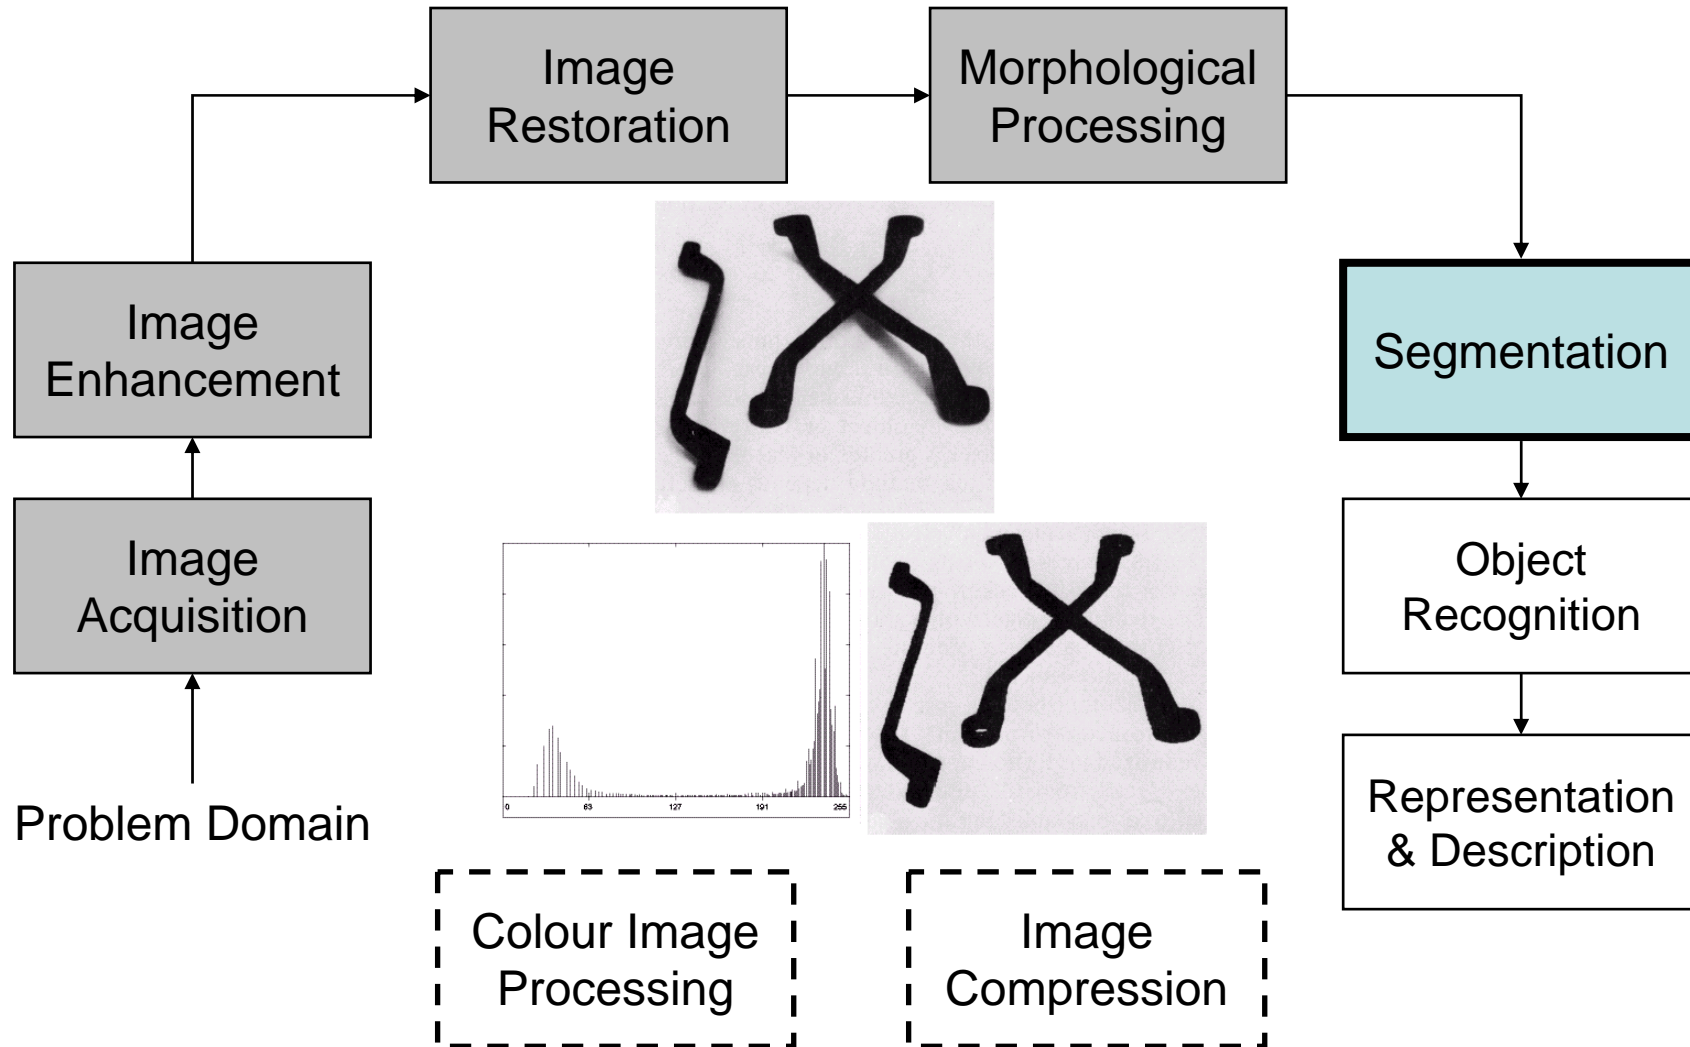 Image
Restoration
Morphological
Processing
Image
Enhancement
Segmentation
Image
Acquisition
Object
Recognition
0 63 127 191 255
Problem Domain
Representation
& Description
Colour Image
Processing
Image
Compression